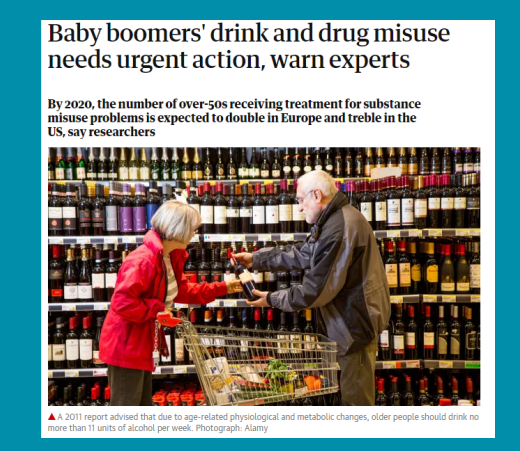 Baby boomers' drink and drug misuse
needs urgent action, warn experts
By 2020, the number of over-50s receiving treatment for substance
misuse problems is expected to double in Europe and treble in the
US, say researchers
▲ A 2011 report advised that due to age-related physiological and metabolic changes, older people should drink no
more than 11 units of alcohol per week. Photograph: Alamy